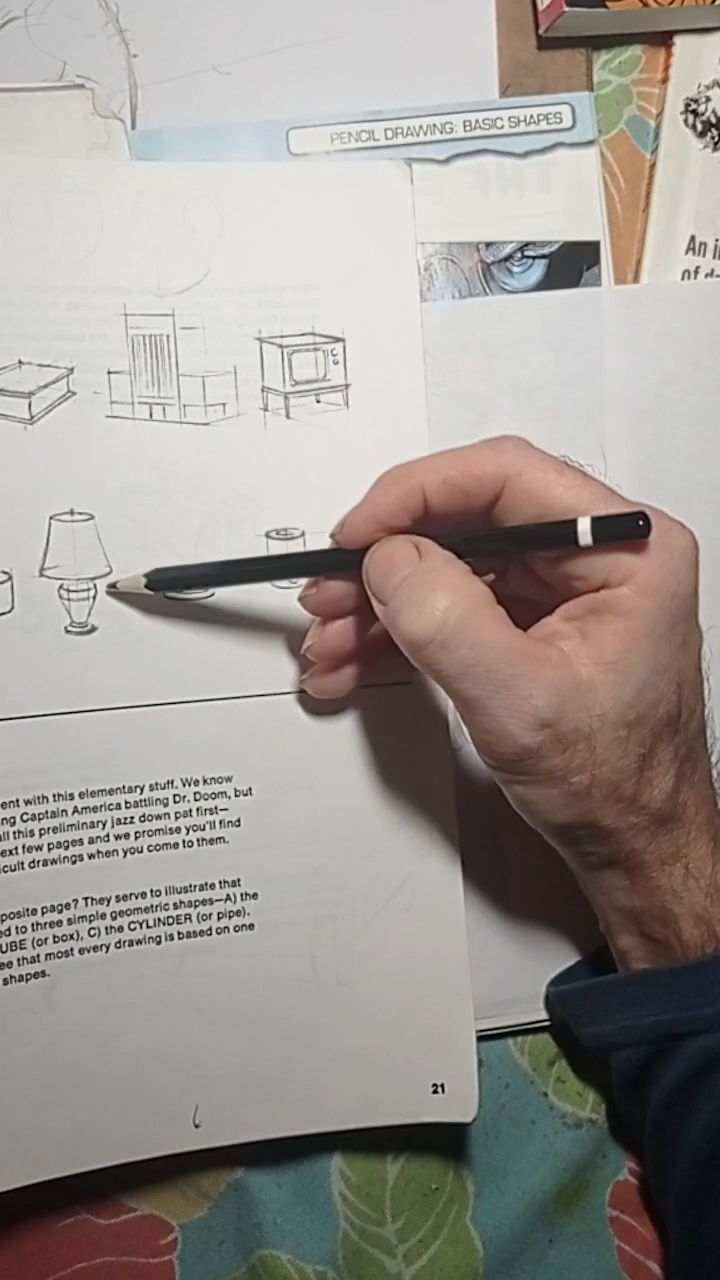 PENCIL DRAWING: BASIC SHAPES
An i
of d
ent with this elementary stuff. We know
ng Captain America battling Dr. Doom, but
ll this preliminary jazz down pat first—
ext few pages and we promise you'll find
icult drawings when you come to them.
posite page? They serve to illustrate that
ed to three simple geometric shapes—A) the
UBE (or box), C) the CYLINDER (or pipe).
ee that most every drawing is based on one
shapes.
21